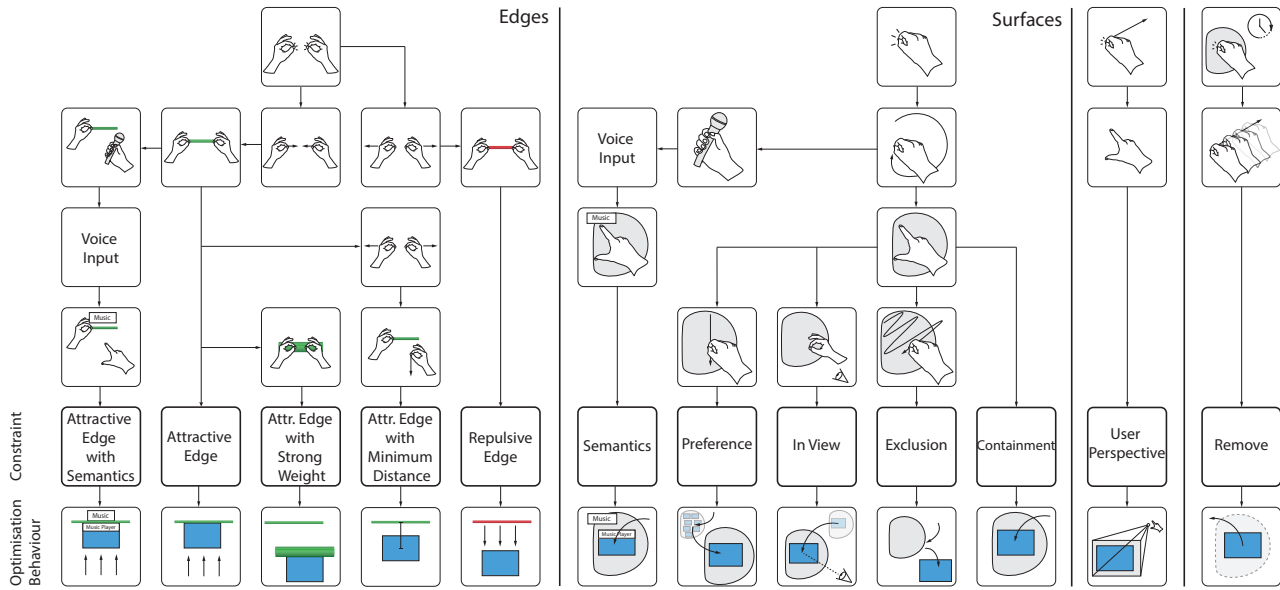 Edges
Surfaces
Voice
Input
Voice
Input
Music
Music
Constraint
Attractive
Edge
with
Semantics
Attractive
Edge
Attr. Edge
with
Strong
Weight
Attr. Edge
with
Minimum
Distance
Repulsive
Edge
Semantics
Preference
In View
Exclusion
Containment
User
Perspective
Remove
Optimisation
Behaviour
Music
Music Player
Music
Music Player